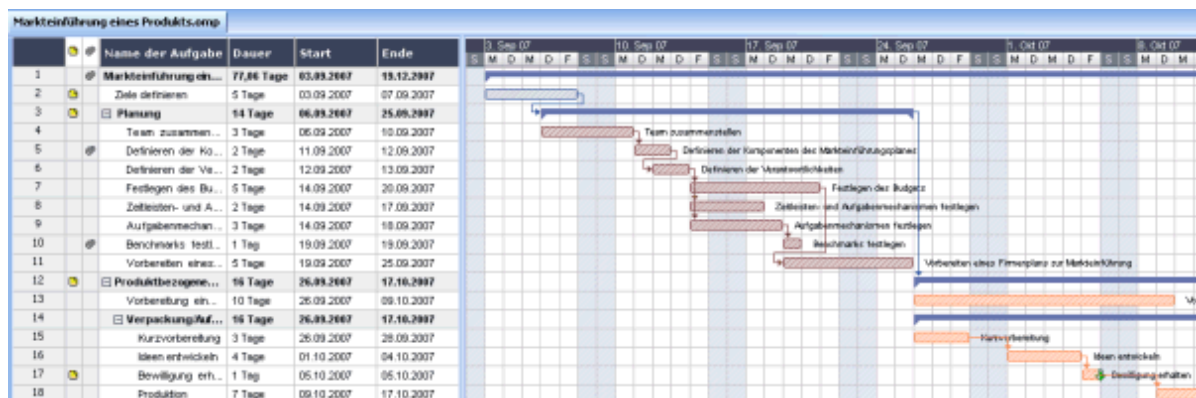 Markteinführung eines Produkts.omp
Name der Aufgabe Dauer Start Ende
3. Sep 07 10. Sep 07 17. Sep 07 24. Sep 07 1. Okt 07 8. Okt 07
S M D M D F S S M D M D F S S M D M D F S S M D M D F S S M D M D F S S M D M
1 Markteinführung ein... 77,06 Tage 03.09.2007 19.12.2007
2 Ziele definieren 5 Tage 03.09.2007 07.09.2007
3 Planung 14 Tage 06.09.2007 25.09.2007
4 Team zusammen... 3 Tage 06.09.2007 10.09.2007 Team zusammenstellen
5 Definieren der Ko... 2 Tage 11.09.2007 12.09.2007 Definieren der Komponenten des Markteinführungsplanes
6 Definieren der Ve... 2 Tage 12.09.2007 13.09.2007 Definieren der Verantwortlichkeiten
7 Festlegen des Bu... 5 Tage 14.09.2007 20.09.2007 Festlegen des Budgets
8 Zeitleisten- und A... 2 Tage 14.09.2007 17.09.2007 Zeitleisten- und Aufgabenmechanismen festlegen
9 Aufgabenmechan... 3 Tage 14.09.2007 18.09.2007 Aufgabenmechanismen festlegen
10 Benchmarks festl... 1 Tag 19.09.2007 19.09.2007 Benchmarks festlegen
11 Vorbereiten eines... 5 Tage 19.09.2007 25.09.2007 Vorbereiten eines Firmenplans zur Markteinführung
12 Produktbezogene... 16 Tage 26.09.2007 17.10.2007
13 Vorbereitung ein... 10 Tage 26.09.2007 09.10.2007
14 Verpackung/Auf... 16 Tage 26.09.2007 17.10.2007
15 Kurzvorbereitung 3 Tage 26.09.2007 28.09.2007 Kurzvorbereitung
16 Ideen entwickeln 4 Tage 01.10.2007 04.10.2007 Ideen entwickeln
17 Bewilligung erh... 1 Tag 05.10.2007 05.10.2007 Bewilligung erhalten
18 Produktion 7 Tage 09.10.2007 17.10.2007